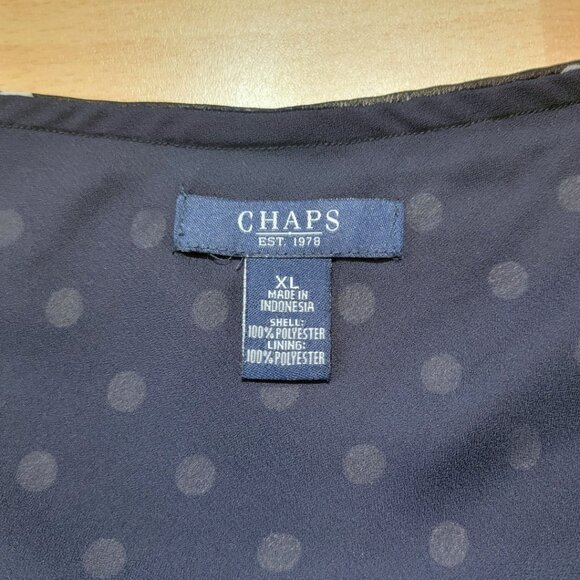 CHAPS
EST. 1978
XL
MADE IN
INDONESIA
SHELL:
100% POLYESTER
LINING:
100% POLYESTER